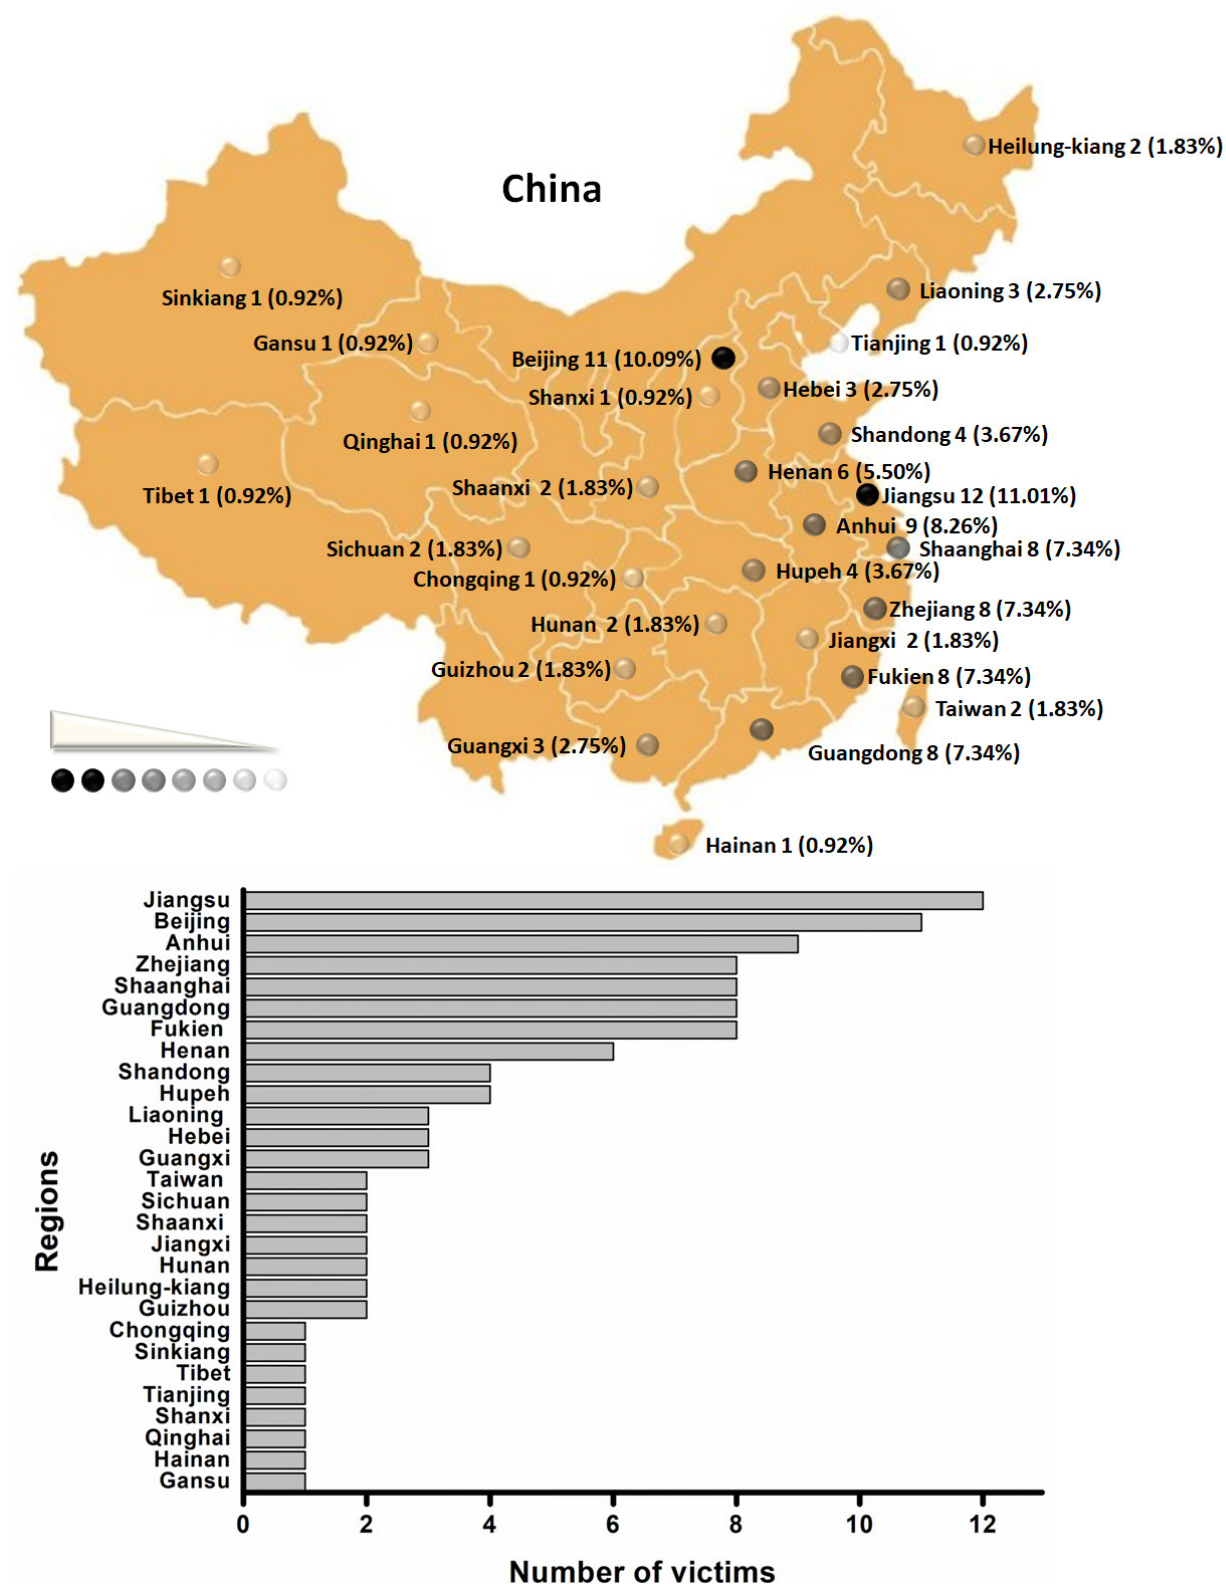 China
Heilung-kiang 2 (1.83%)
Sinkiang 1 (0.92%)
Liaoning 3 (2.75%)
Gansu 1 (0.92%)
Tianjing 1 (0.92%)
Beijing 11 (10.09%)
Hebei 3 (2.75%)
Shanxi 1 (0.92%)
Qinghai 1 (0.92%)
Shandong 4 (3.67%)
Henan 6 (5.50%)
Shaanxi 2 (1.83%)
Tibet 1 (0.92%)
Jiangsu 12 (11.01%)
Anhui 9 (8.26%)
Sichuan 2 (1.83%)
Shaanghai 8 (7.34%)
Chongqing 1 (0.92%)
Hupeh 4 (3.67%)
Zhejiang 8 (7.34%)
Hunan 2 (1.83%)
Jiangxi 2 (1.83%)
Guizhou 2 (1.83%)
Fukien 8 (7.34%)
Taiwan 2 (1.83%)
Guangxi 3 (2.75%)
Guangdong 8 (7.34%)
Hainan 1 (0.92%)
Jiangsu
Beijing
Anhui
Zhejiang
Shaanghai
Guangdong
Fukien
Henan
Shandong
Hupeh
Liaoning
Hebei
Guangxi
Taiwan
Sichuan
Shaanxi
Jiangxi
Hunan
Heilung-kiang
Guizhou
Chongqing
Sinkiang
Tibet
Tianjing
Shanxi
Qinghai
Hainan
Gansu
Regions
0 2 4 6 8 10 12
Number of victims